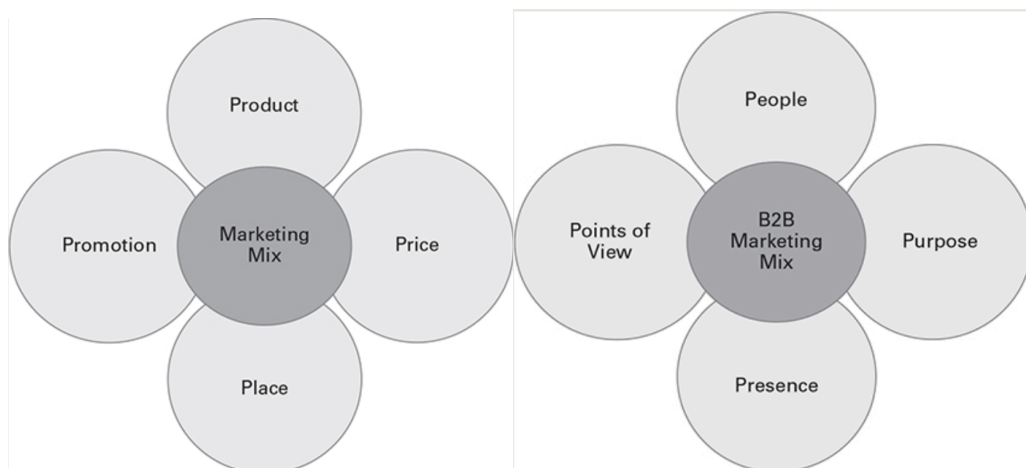 Product
Promotion
Marketing
Mix
Price
Place
People
Points of
View
B2B
Marketing
Mix
Purpose
Presence